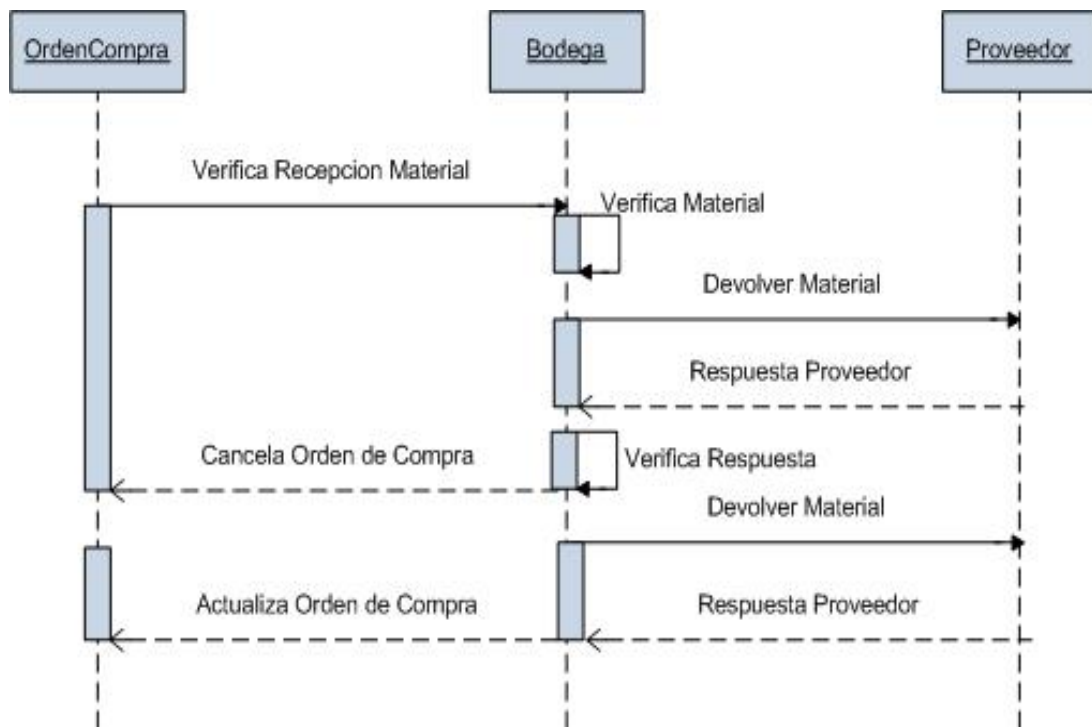 OrdenCompra
Bodega
Proveedor
Verifica Recepcion Material
Verifica Material
Devolver Material
Respuesta Proveedor
Cancela Orden de Compra
Verifica Respuesta
Devolver Material
Actualiza Orden de Compra
Respuesta Proveedor